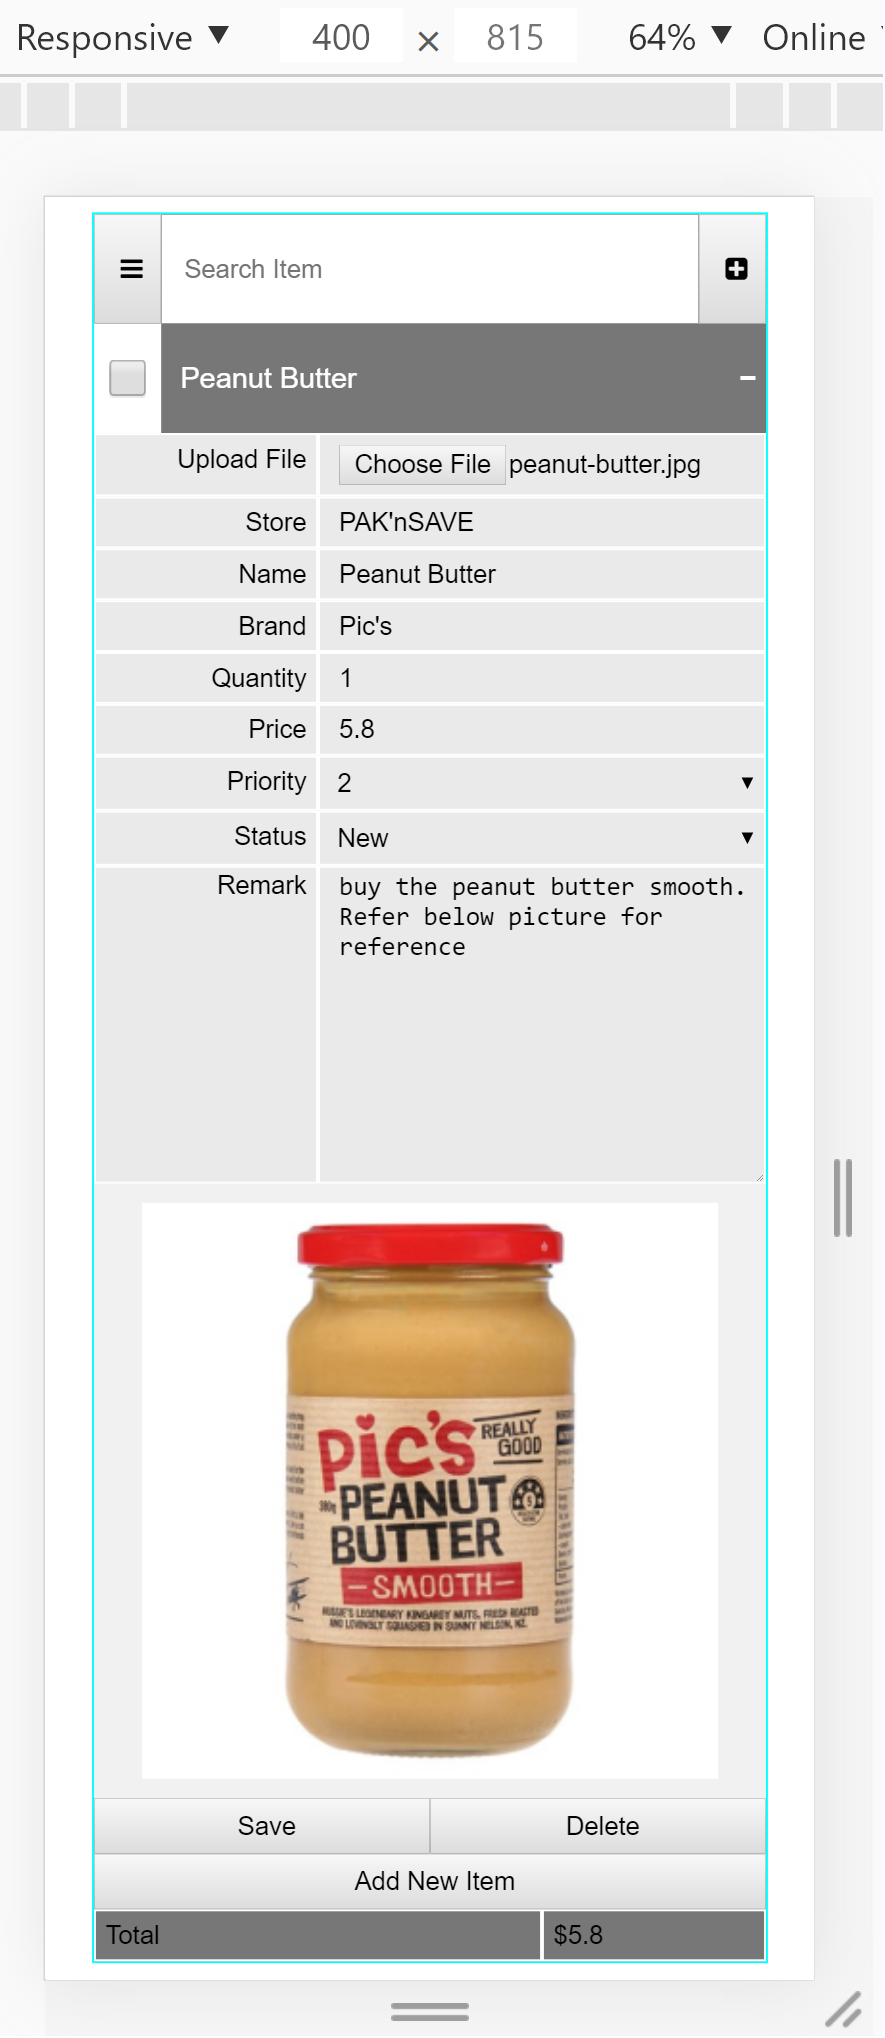 Responsive ▼ 400 × 815 64% ▼ Online
Search Item
Peanut Butter
Upload File Choose File peanut-butter.jpg
Store PAK'nSAVE
Name Peanut Butter
Brand Pic's
Quantity 1
Price 5.8
Priority 2
Status New
Remark buy the peanut butter smooth.
Refer below picture for
reference
Pic's REALLY
GOOD
380g PEANUT
BUTTER
SMOOTH
Save Delete
Add New Item
Total $5.8